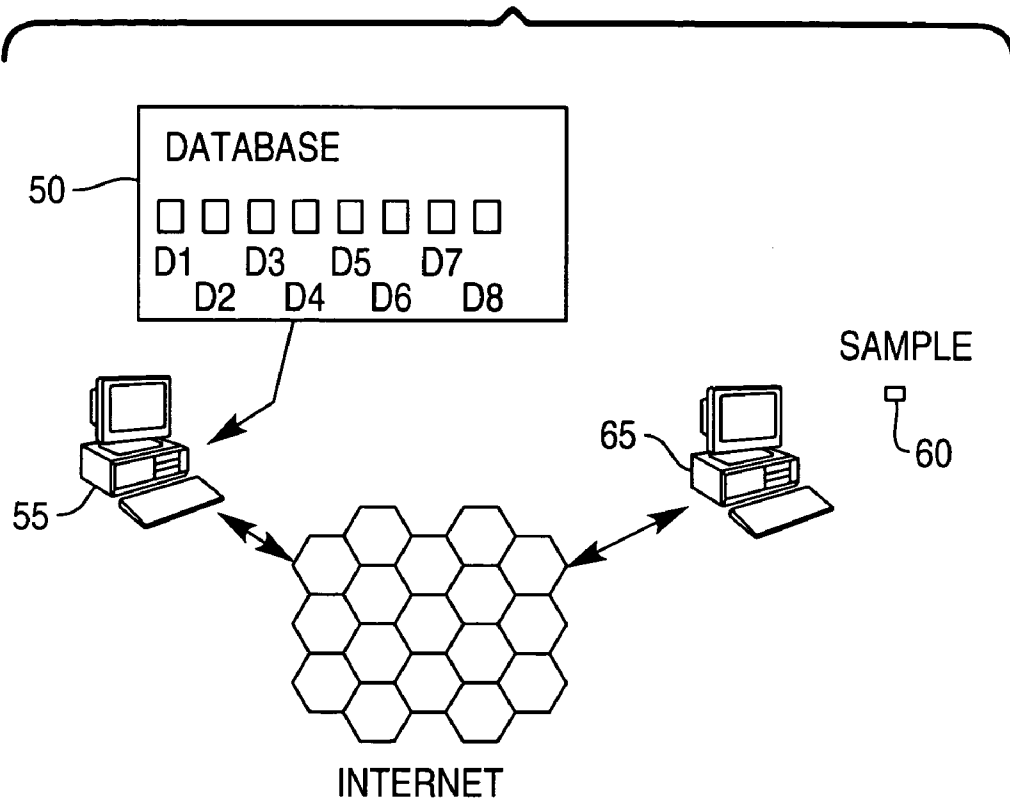 DATABASE
50
D1 D3 D5 D7
D2 D4 D6 D8
SAMPLE
65
60
55
INTERNET